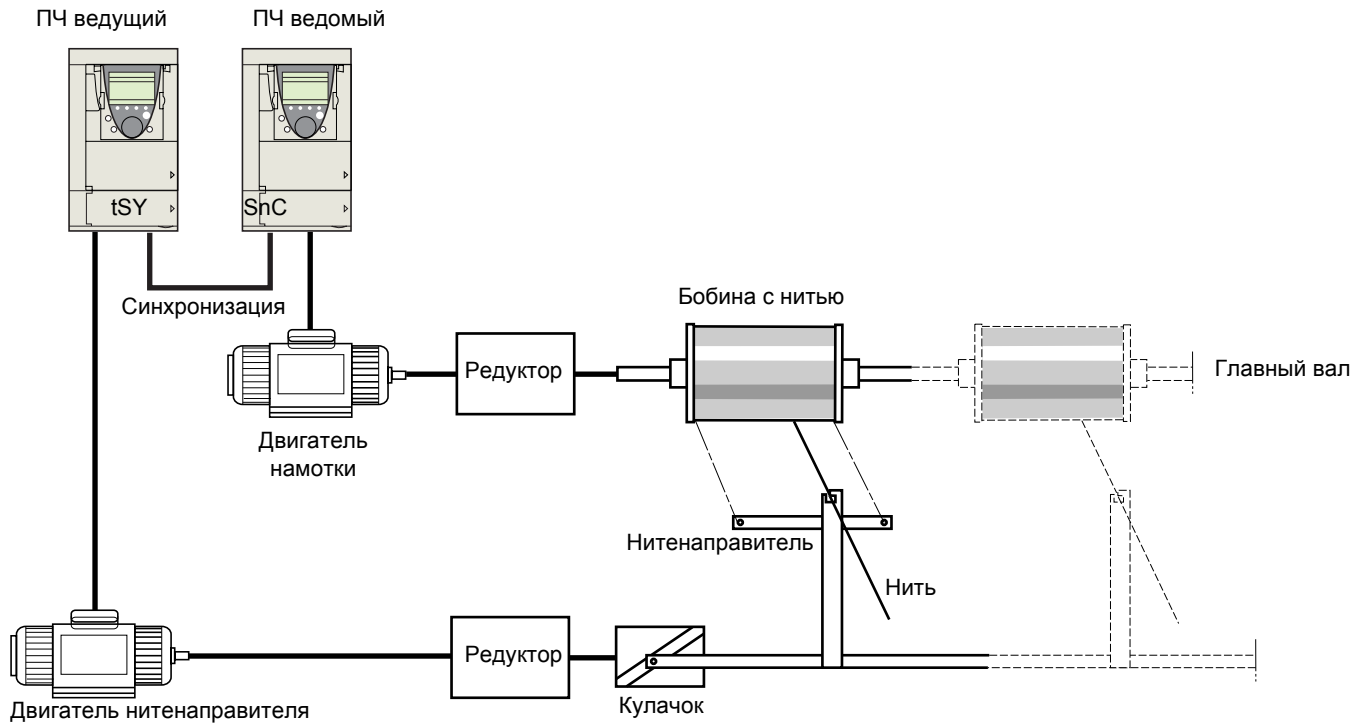 ПЧ ведущий
ПЧ ведомый
tSY
SnC
Синхронизация
Бобина с нитью
Редуктор
Главный вал
Двигатель
намотки
Нитенаправитель
Нить
Редуктор
Двигатель нитенаправителя
Кулачок